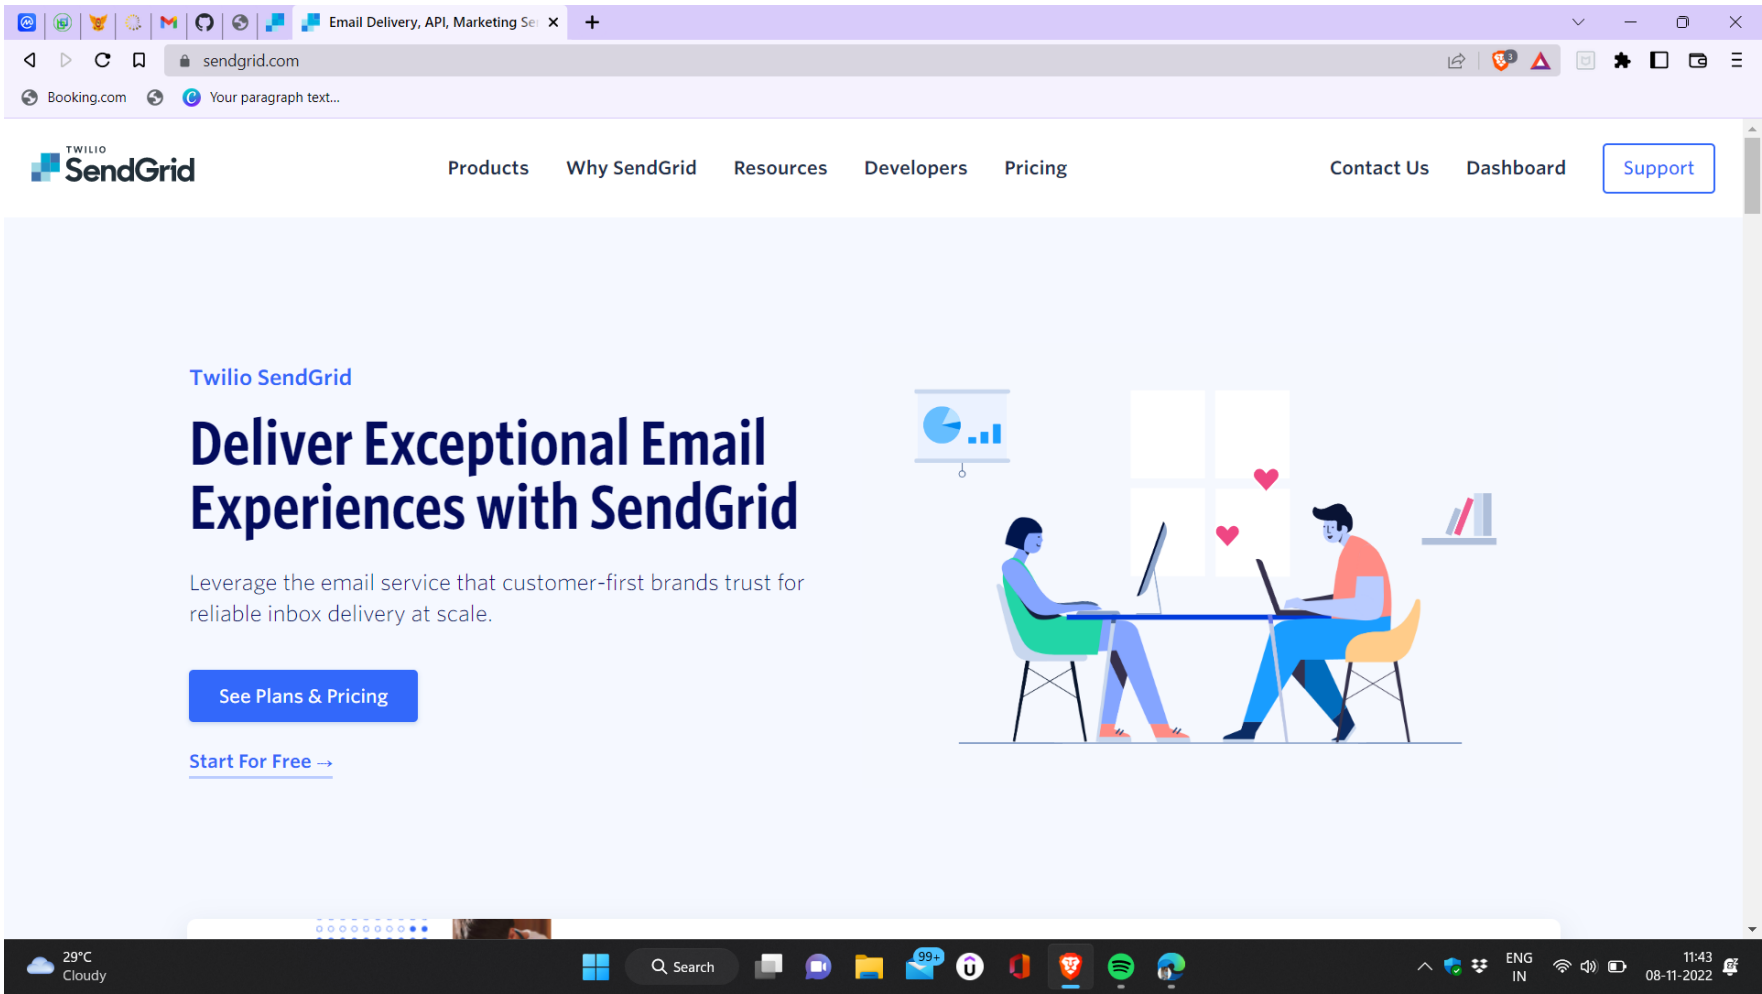 Email Delivery, API, Marketing Se
sendgrid.com
3
Booking.com
Your paragraph text...
TWILIO
SendGrid
Products
Why SendGrid
Resources
Developers
Pricing
Contact Us
Dashboard
Support
Twilio SendGrid
Deliver Exceptional Email
Experiences with SendGrid
Leverage the email service that customer-first brands trust for
reliable inbox delivery at scale.
See Plans & Pricing
Start For Free →
29°C
Cloudy
Search
99+
ENG
IN
11:43
08-11-2022